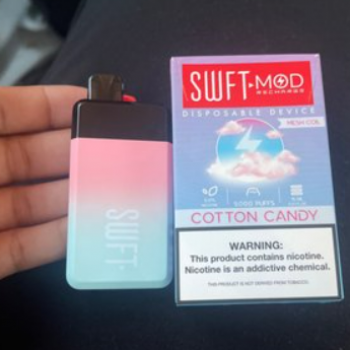 SWFT MOD
RECHARGE
DISPOSABLE DEVICE
MESH COIL
5000 PUFFS
COTTON CANDY
WARNING:
This product contains nicotine.
Nicotine is an addictive chemical.
THIS PRODUCT IS NOT DERIVED FROM TOBACCO.
SWFT